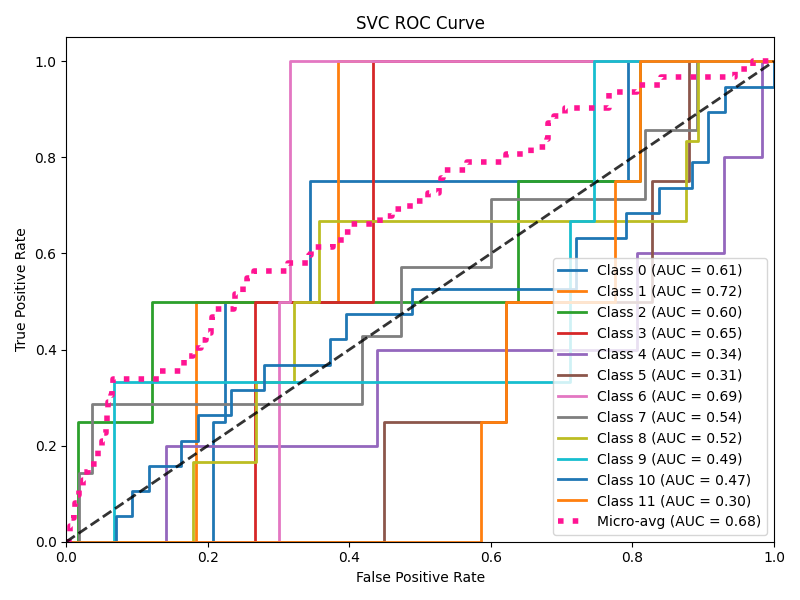 SVC ROC Curve
True Positive Rate
1.0
0.8
0.6
0.4
0.2
0.0
0.0
0.2
0.4
0.6
0.8
1.0
False Positive Rate
Class 0 (AUC = 0.61)
Class 1 (AUC = 0.72)
Class 2 (AUC = 0.60)
Class 3 (AUC = 0.65)
Class 4 (AUC = 0.34)
Class 5 (AUC = 0.31)
Class 6 (AUC = 0.69)
Class 7 (AUC = 0.54)
Class 8 (AUC = 0.52)
Class 9 (AUC = 0.49)
Class 10 (AUC = 0.47)
Class 11 (AUC = 0.30)
Micro-avg (AUC = 0.68)